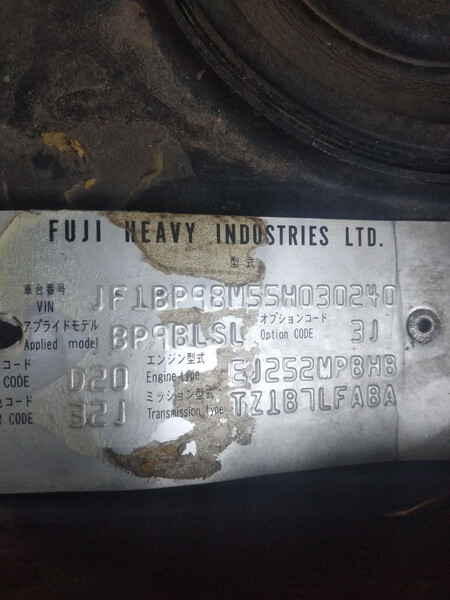 FUJI HEAVY INDUSTRIES LTD.
型式
車台番号
VIN JF1BP98M55H030240
アプライドモデル
Applied model BP9BLSL オプションコード
Option CODE 3J
コード
CODE D20 エンジン型式
Engine type EJ252MPBHB
コード
CODE 32J ミッション型式
Transmission type TZ1B7LFABA